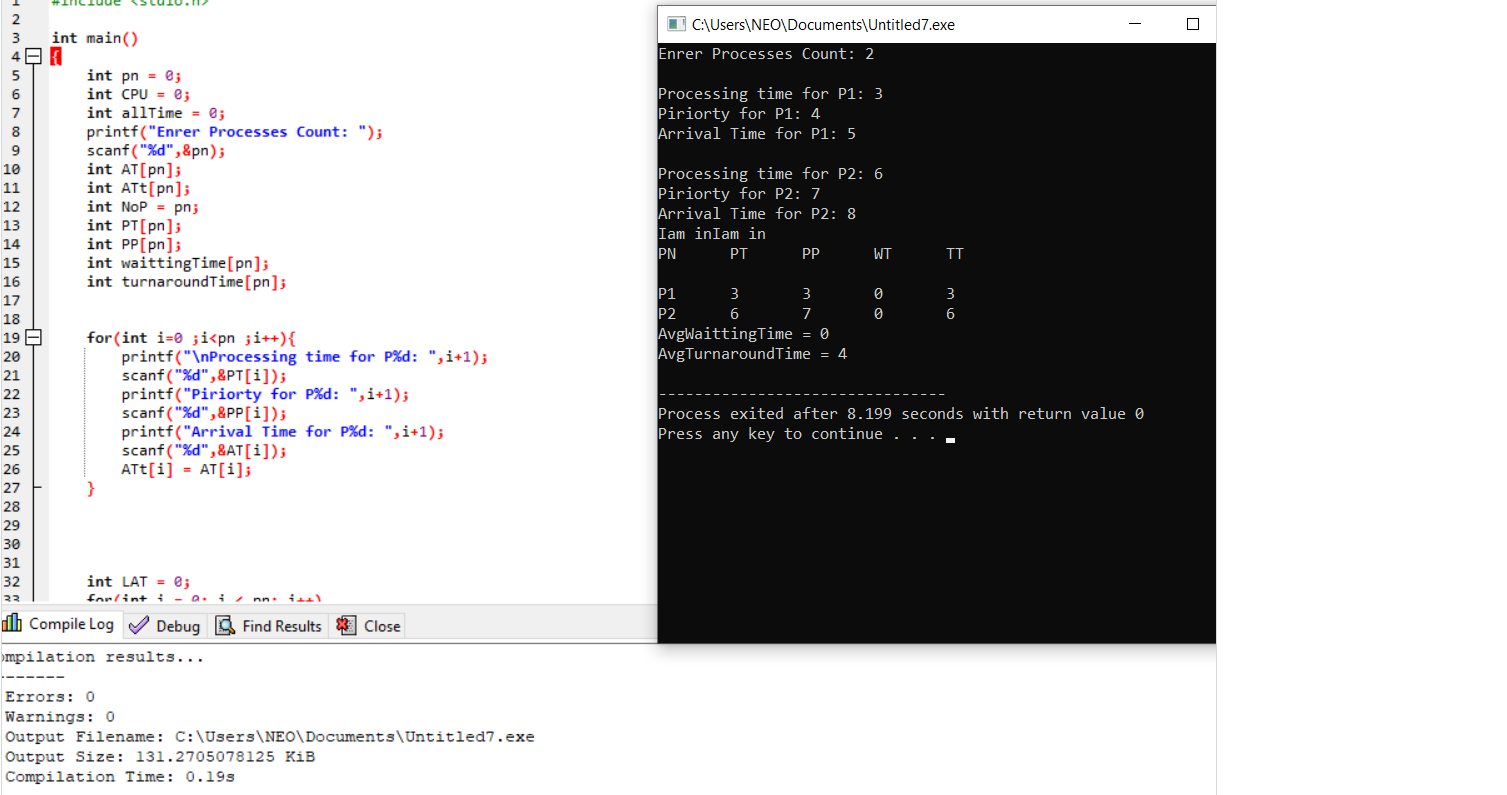 1 #include <stdio.h>
2
3 int main()
4 {
5 int pn = 0;
6 int CPU = 0;
7 int allTime = 0;
8 printf("Enrer Processes Count: ");
9 scanf("%d",&pn);
10 int AT[pn];
11 int ATt[pn];
12 int NoP = pn;
13 int PT[pn];
14 int PP[pn];
15 int waittingTime[pn];
16 int turnaroundTime[pn];
17
18
19 for(int i=0 ;i<pn ;i++){
20 printf("\nProcessing time for P%d: ",i+1);
21 scanf("%d",&PT[i]);
22 printf("Piriorty for P%d: ",i+1);
23 scanf("%d",&PP[i]);
24 printf("Arrival Time for P%d: ",i+1);
25 scanf("%d",&AT[i]);
26 ATt[i] = AT[i];
27 }
28
29
30
31
32 int LAT = 0;
33 for(int i = 0; i < pn; i++)
C:\Users\NEO\Documents\Untitled7.exe
Enrer Processes Count: 2
Processing time for P1: 3
Piriorty for P1: 4
Arrival Time for P1: 5
Processing time for P2: 6
Piriorty for P2: 7
Arrival Time for P2: 8
Iam inIam in
PN PT PP WT TT
P1 3 3 0 3
P2 6 7 0 6
AvgWaittingTime = 0
AvgTurnaroundTime = 4
--------------------------------
Process exited after 8.199 seconds with return value 0
Press any key to continue . . .
Compile Log Debug Find Results Close
ompilation results...
-------
Errors: 0
Warnings: 0
Output Filename: C:\Users\NEO\Documents\Untitled7.exe
Output Size: 131.2705078125 KiB
Compilation Time: 0.19s